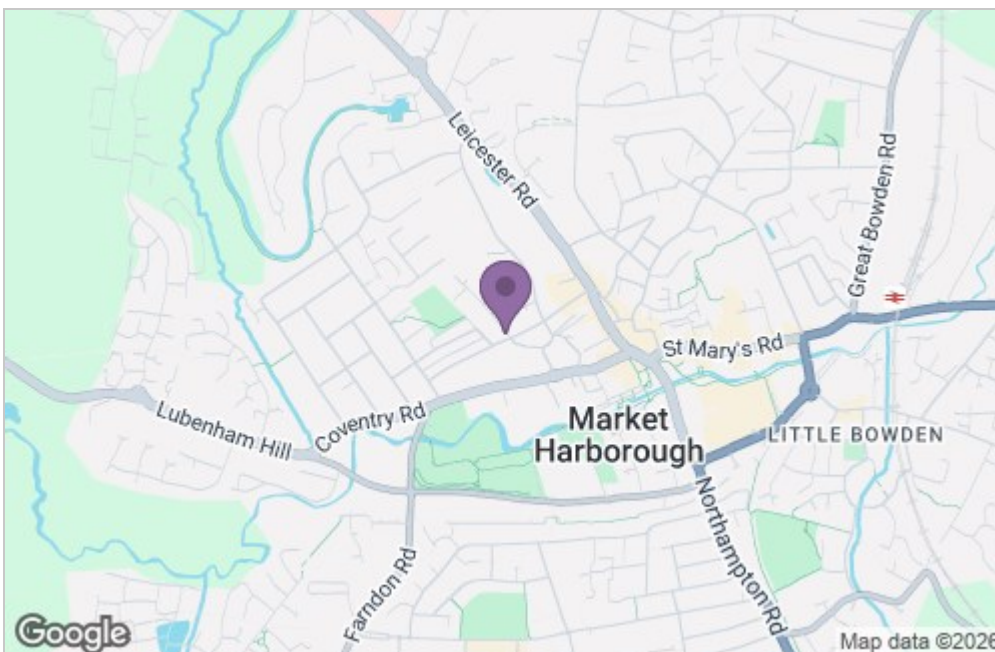 Leicester Rd
Great Bowden Rd
St Mary's Rd
Lubenham Hill
Coventry Rd
Market
Harborough
LITTLE BOWDEN
Northampton Rd
Farndon Rd
Google
Map data ©2026